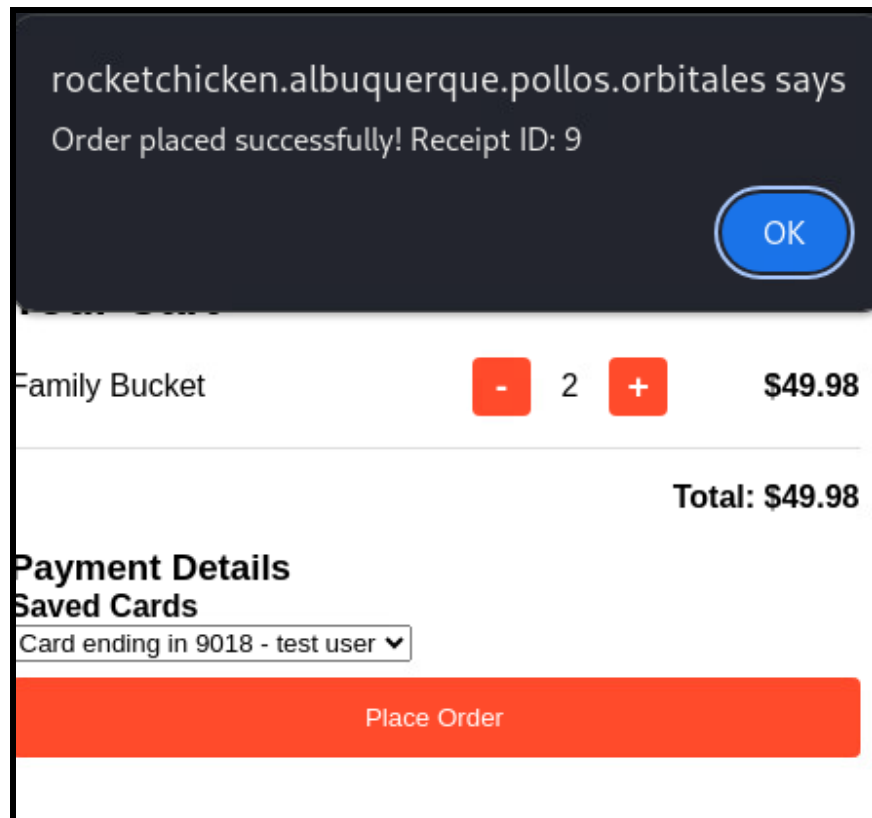 rocketchicken.albuquerque.pollos.orbitales says
Order placed successfully! Receipt ID: 9
OK
Family Bucket - 2 + $49.98
Total: $49.98
Payment Details
Saved Cards
Card ending in 9018 - test user
Place Order